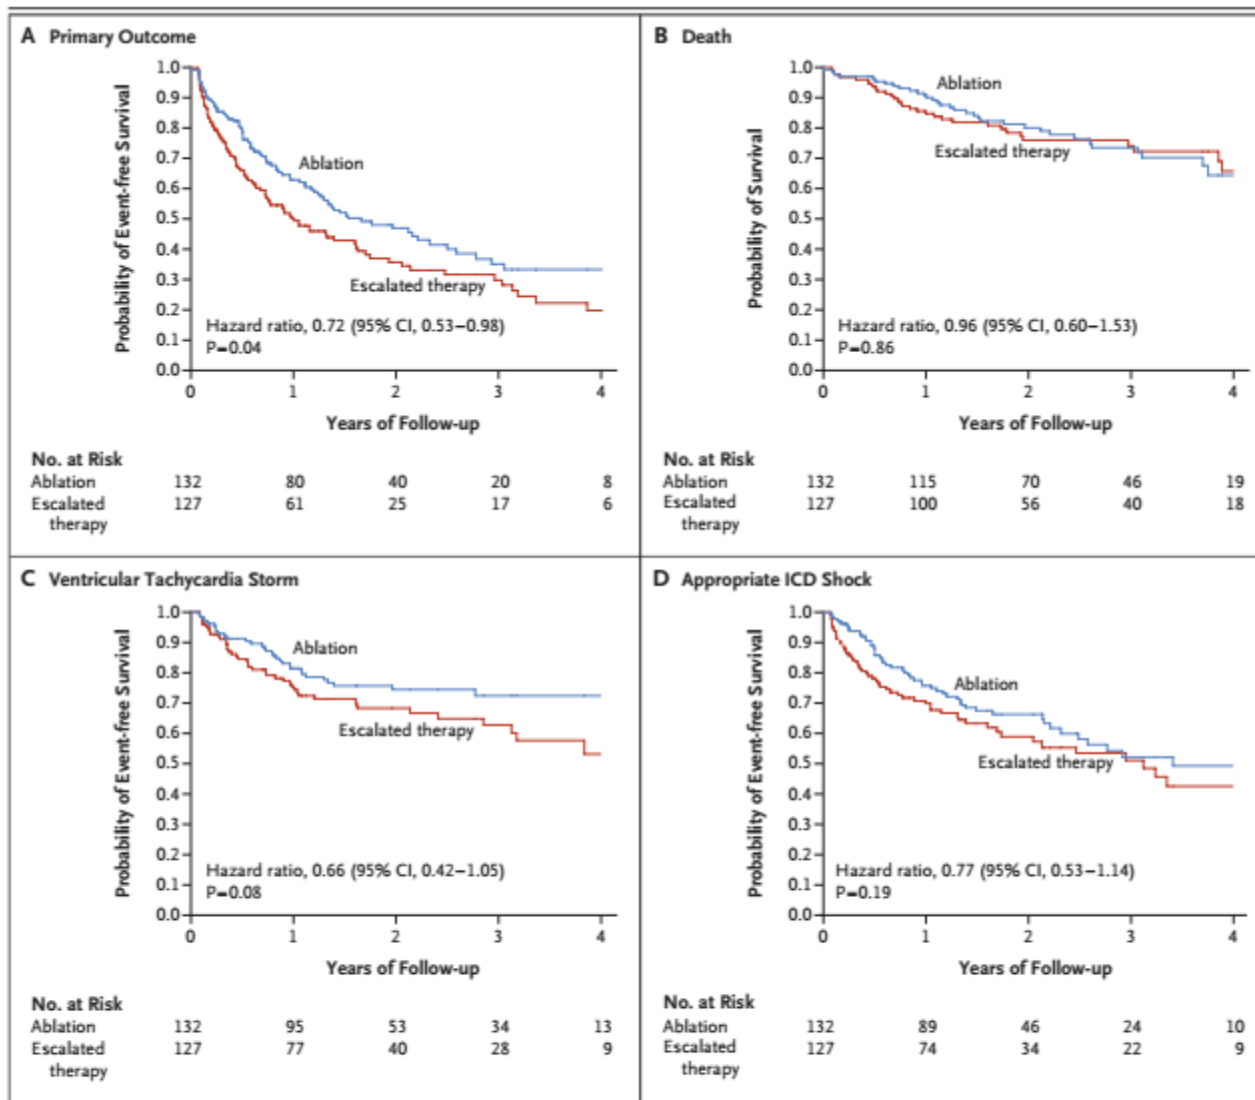 A Primary Outcome
1.0
0.9
0.8
0.7
0.6
0.5
0.4
0.3
0.2
0.1
0.0
Probability of Event-free Survival
Ablation
Escalated therapy
Hazard ratio, 0.72 (95% CI, 0.53–0.98)
P=0.04
0 1 2 3 4
Years of Follow-up
No. at Risk
Ablation 132 80 40 20 8
Escalated 127 61 25 17 6
therapy
B Death
1.0
0.9
0.8
0.7
0.6
0.5
0.4
0.3
0.2
0.1
0.0
Probability of Survival
Ablation
Escalated therapy
Hazard ratio, 0.96 (95% CI, 0.60–1.53)
P=0.86
0 1 2 3 4
Years of Follow-up
No. at Risk
Ablation 132 115 70 46 19
Escalated 127 100 56 40 18
therapy
C Ventricular Tachycardia Storm
1.0
0.9
0.8
0.7
0.6
0.5
0.4
0.3
0.2
0.1
0.0
Probability of Event-free Survival
Ablation
Escalated therapy
Hazard ratio, 0.66 (95% CI, 0.42–1.05)
P=0.08
0 1 2 3 4
Years of Follow-up
No. at Risk
Ablation 132 95 53 34 13
Escalated 127 77 40 28 9
therapy
D Appropriate ICD Shock
1.0
0.9
0.8
0.7
0.6
0.5
0.4
0.3
0.2
0.1
0.0
Probability of Event-free Survival
Ablation
Escalated therapy
Hazard ratio, 0.77 (95% CI, 0.53–1.14)
P=0.19
0 1 2 3 4
Years of Follow-up
No. at Risk
Ablation 132 89 46 24 10
Escalated 127 74 34 22 9
therapy